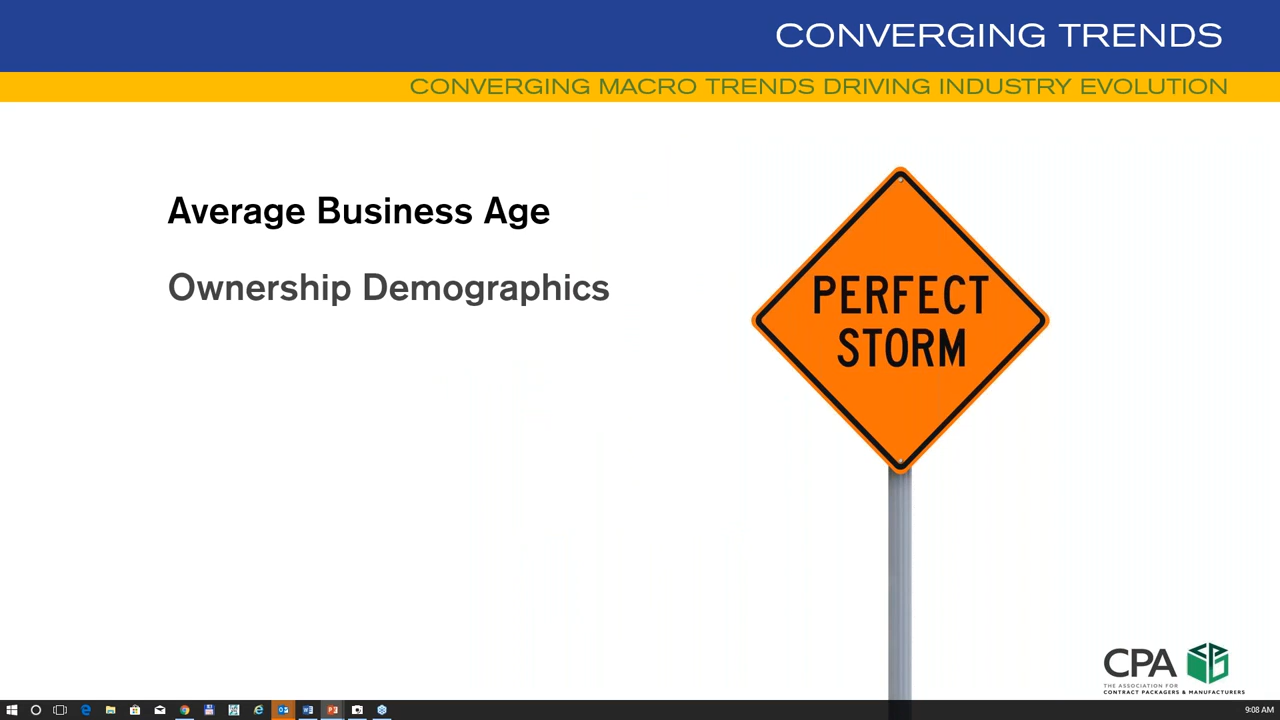 CONVERGING TRENDS
CONVERGING MACRO TRENDS DRIVING INDUSTRY EVOLUTION
Average Business Age
Ownership Demographics
PERFECT
STORM
CPA
THE ASSOCIATION FOR
CONTRACT PACKAGERS & MANUFACTURERS
9:08 AM